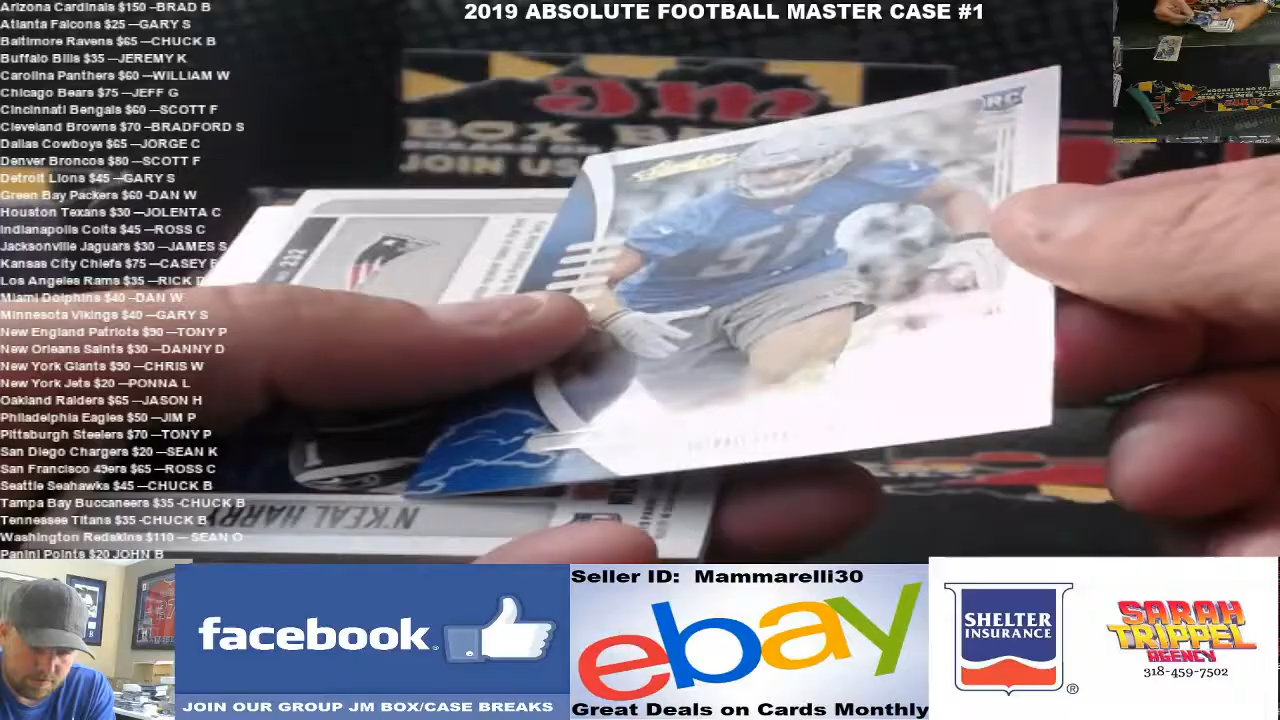 2019 ABSOLUTE FOOTBALL MASTER CASE #1
Arizona Cardinals $150 –BRAD B
Atlanta Falcons $25 –GARY S
Baltimore Ravens $65 –CHUCK B
Buffalo Bills $35 –JEREMY K
Carolina Panthers $60 –WILLIAM W
Chicago Bears $75 –JEFF G
Cincinnati Bengals $60 –SCOTT F
Cleveland Browns $70 –BRADFORD S
Dallas Cowboys $65 –JORGE C
Denver Broncos $80 –SCOTT F
Detroit Lions $45 –GARY S
Green Bay Packers $60 -DAN W
Houston Texans $30 –JOLENTA C
Indianapolis Colts $45 –ROSS C
Jacksonville Jaguars $30 –JAMES S
Kansas City Chiefs $75 –CASEY
Los Angeles Rams $35 –RICK
Miami Dolphins $40 –DAN W
Minnesota Vikings $40 –GARY S
New England Patriots $90 –TONY P
New Orleans Saints $30 –DANNY D
New York Giants $90 –CHRIS W
New York Jets $20 –PONNA L
Oakland Raiders $65 –JASON H
Philadelphia Eagles $50 –JIM P
Pittsburgh Steelers $70 –TONY P
San Diego Chargers $20 –SEAN K
San Francisco 49ers $65 –ROSS C
Seattle Seahawks $45 –CHUCK B
Tampa Bay Buccaneers $35 -CHUCK B
Tennessee Titans $35 -CHUCK B
Washington Redskins $110 – SEAN O
Panini Points $20 JOHN B
JM
BOX
JOIN US
RC
232
N'KEAL HARRY
facebook
JOIN OUR GROUP JM BOX/CASE BREAKS
Seller ID: Mammarelli30
ebay
Great Deals on Cards Monthly
SHELTER
INSURANCE
®
SARAH
TRIPPEL
AGENCY
318-459-7502